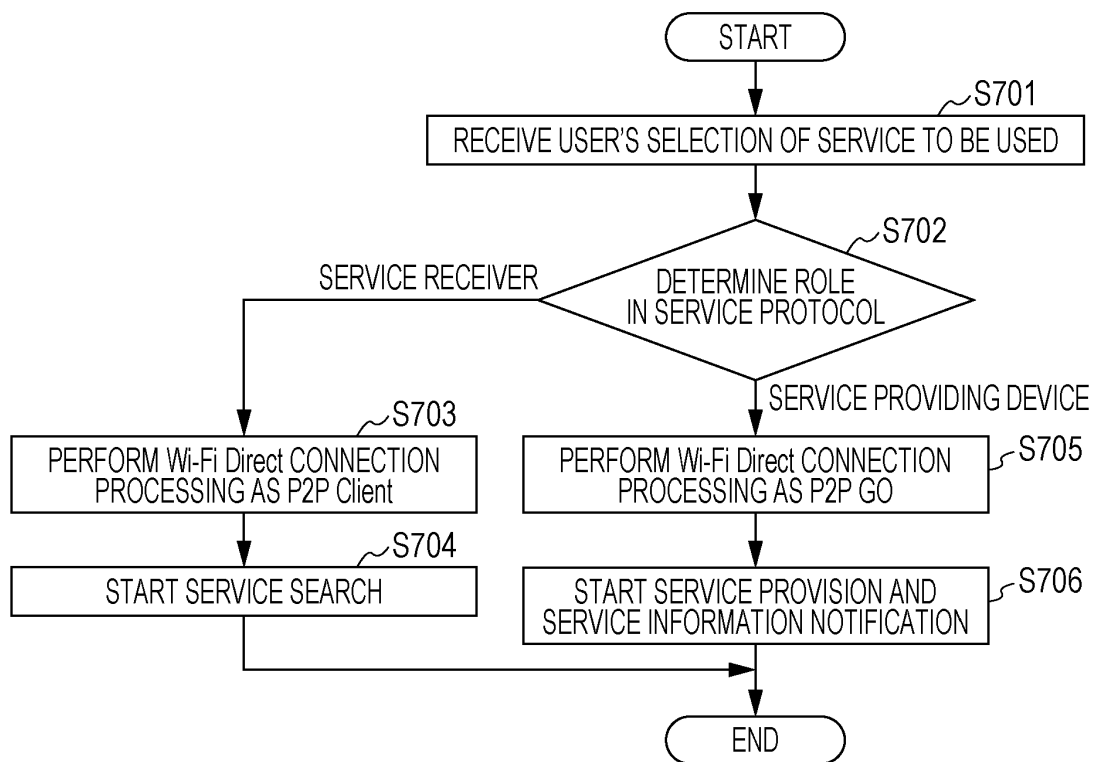 START
S701
RECEIVE USER'S SELECTION OF SERVICE TO BE USED
S702
DETERMINE ROLE
IN SERVICE PROTOCOL
SERVICE RECEIVER
SERVICE PROVIDING DEVICE
S703
PERFORM Wi-Fi Direct CONNECTION
PROCESSING AS P2P Client
S704
START SERVICE SEARCH
S705
PERFORM Wi-Fi Direct CONNECTION
PROCESSING AS P2P GO
S706
START SERVICE PROVISION AND
SERVICE INFORMATION NOTIFICATION
END